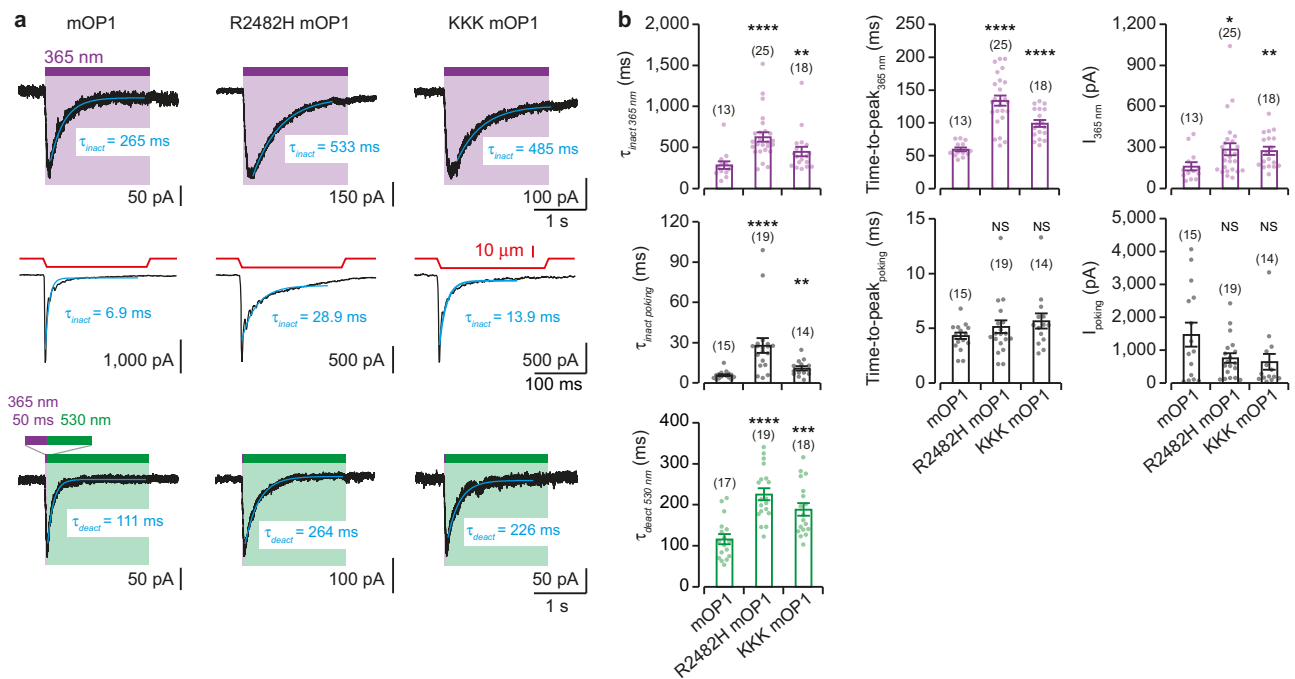 a
mOP1 R2482H mOP1 KKK mOP1
365 nm
τinact = 265 ms
τinact = 533 ms
τinact = 485 ms
50 pA
150 pA
100 pA
1 s
10 μm
τinact = 6.9 ms
τinact = 28.9 ms
τinact = 13.9 ms
1,000 pA
500 pA
500 pA
100 ms
365 nm
50 ms 530 nm
τdeact = 111 ms
τdeact = 264 ms
τdeact = 226 ms
50 pA
100 pA
50 pA
1 s
b
τinact 365 nm (ms)
2,000
1,500
1,000
500
0
(13)
****
(25)
**
(18)
Time-to-peak365 nm (ms)
250
200
150
100
50
0
(13)
****
(25)
****
(18)
I365 nm (pA)
1,200
900
600
300
0
(13)
*
(25)
**
(18)
τinact poking (ms)
120
90
60
30
0
(15)
****
(19)
**
(14)
Time-to-peakpoking (ms)
15
10
5
0
(15)
NS
(19)
NS
(14)
mOP1
R2482H mOP1
KKK mOP1
Ipoking (pA)
5,000
4,000
3,000
2,000
1,000
0
(15)
NS
(19)
NS
(14)
mOP1
R2482H mOP1
KKK mOP1
τdeact 530 nm (ms)
400
300
200
100
0
(17)
****
(19)
***
(18)
mOP1
R2482H mOP1
KKK mOP1